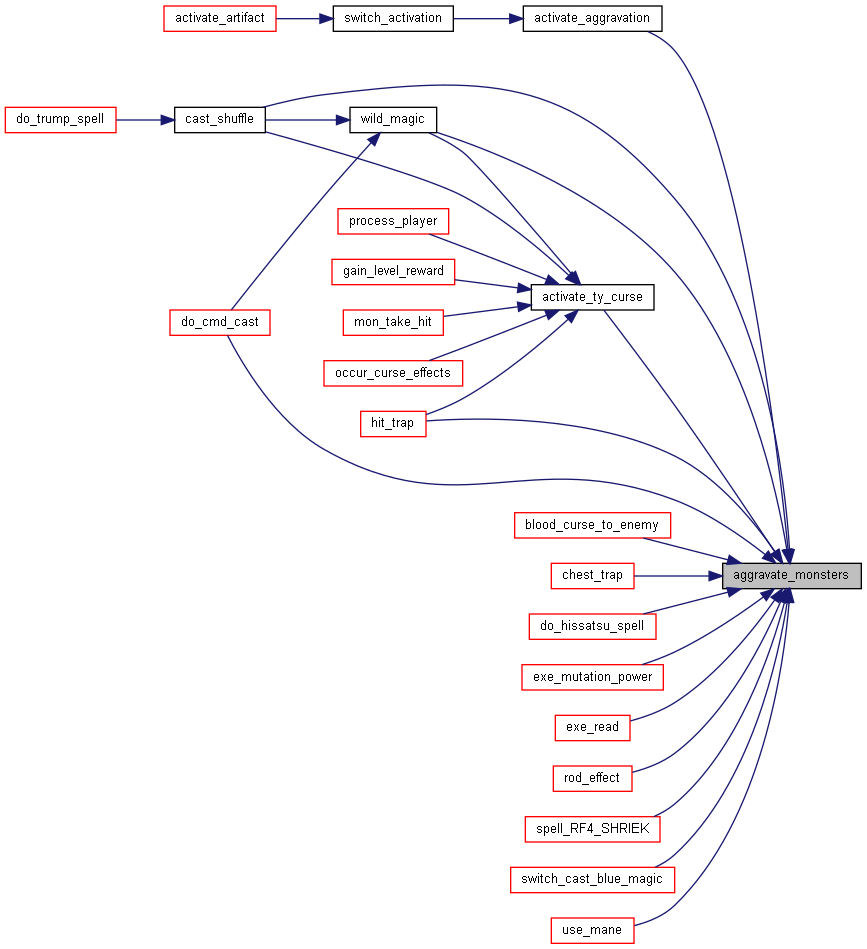 activate_artifact
switch_activation
activate_aggravation
do_trump_spell
cast_shuffle
wild_magic
process_player
gain_level_reward
activate_ty_curse
do_cmd_cast
mon_take_hit
occur_curse_effects
hit_trap
blood_curse_to_enemy
chest_trap
aggravate_monsters
do_hissatsu_spell
exe_mutation_power
exe_read
rod_effect
spell_RF4_SHRIEK
switch_cast_blue_magic
use_mane